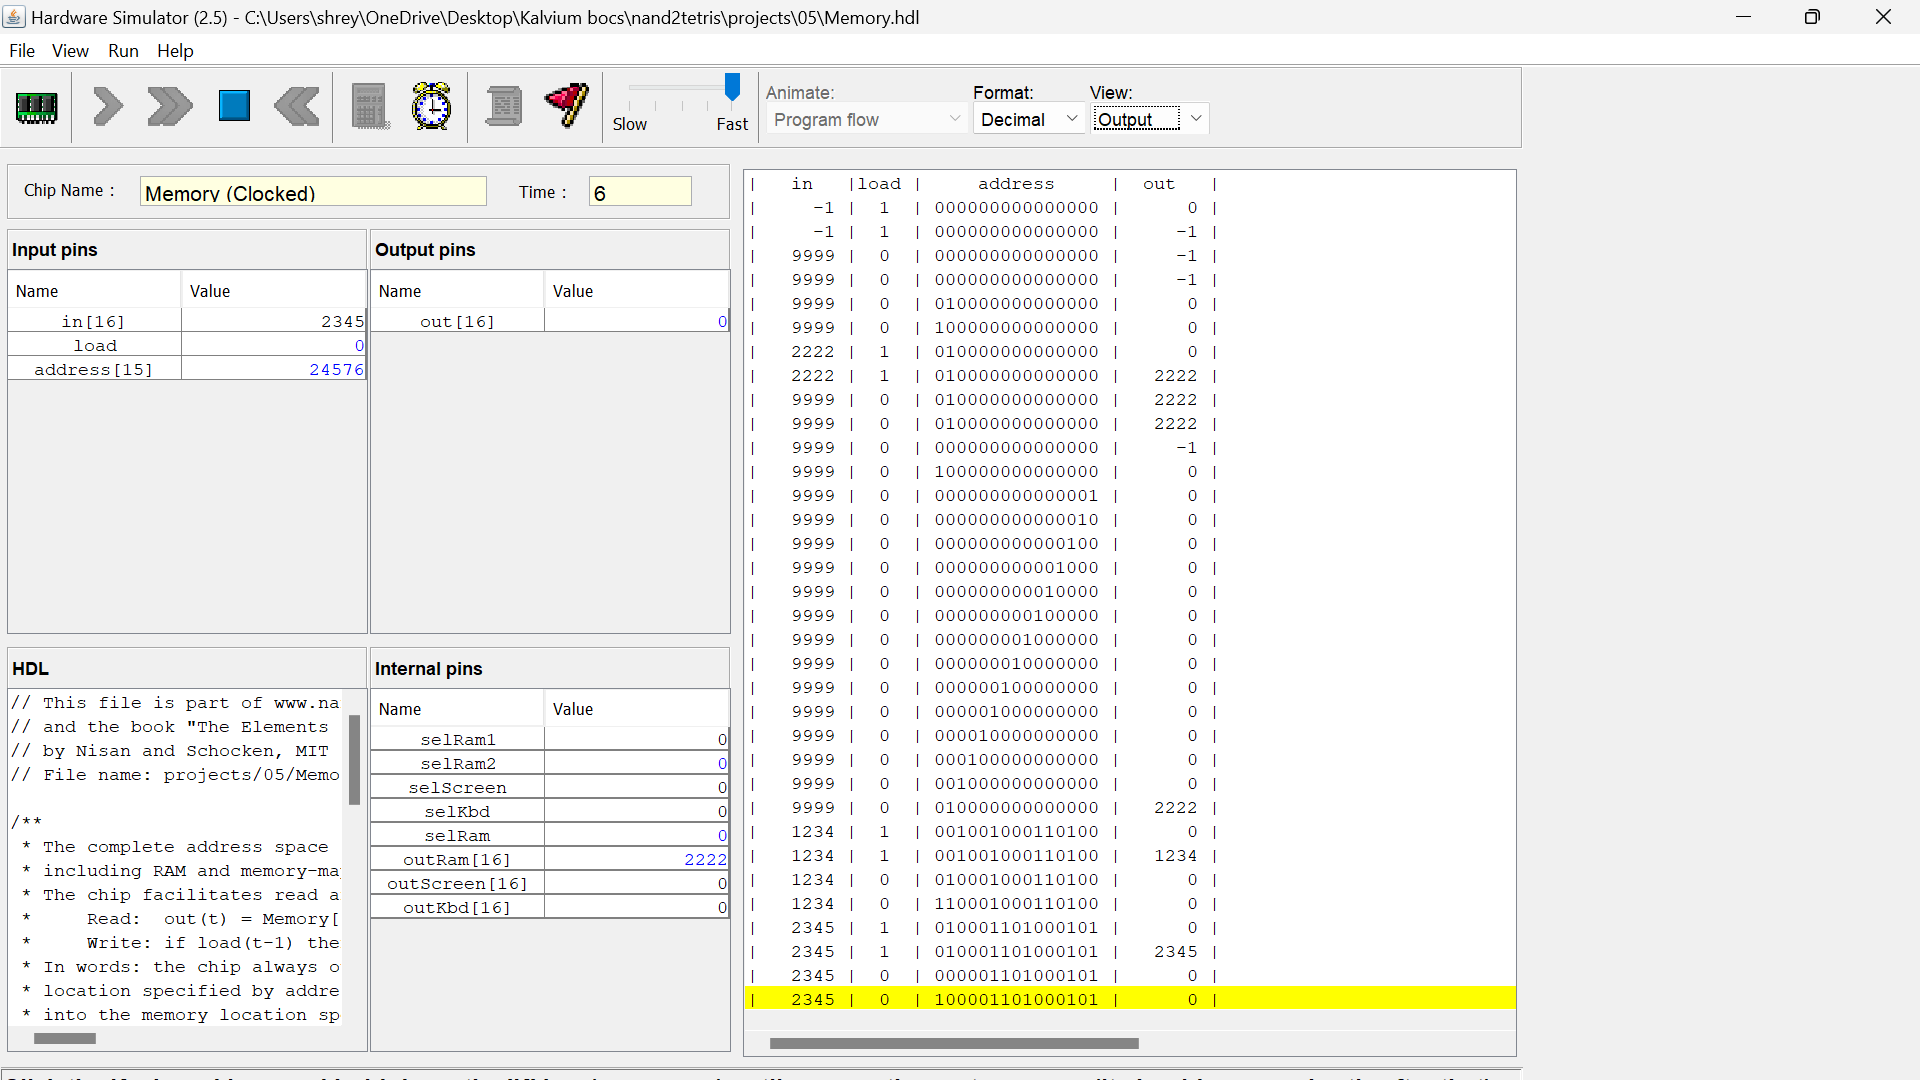 Hardware Simulator (2.5) - C:\Users\shrey\OneDrive\Desktop\Kalvium bocs\nand2tetris\projects\05\Memory.hdl
File View Run Help
Slow Fast
Animate: Program flow
Format: Decimal
View: Output
Chip Name : Memory (Clocked) Time : 6
Input pins
Name Value
in[16] 2345
load 0
address[15] 24576
Output pins
Name Value
out[16] 0
HDL
// This file is part of www.na
// and the book "The Elements
// by Nisan and Schocken, MIT
// File name: projects/05/Memo
/**
* The complete address space
* including RAM and memory-ma
* The chip facilitates read a
* Read: out(t) = Memory[
* Write: if load(t-1) the
* In words: the chip always o
* location specified by addre
* into the memory location sp
Internal pins
Name Value
selRam1 0
selRam2 0
selScreen 0
selKbd 0
selRam 0
outRam[16] 2222
outScreen[16] 0
outKbd[16] 0
| in |load | address | out |
| -1 | 1 | 000000000000000 | 0 |
| -1 | 1 | 000000000000000 | -1 |
| 9999 | 0 | 000000000000000 | -1 |
| 9999 | 0 | 000000000000000 | -1 |
| 9999 | 0 | 010000000000000 | 0 |
| 9999 | 0 | 100000000000000 | 0 |
| 2222 | 1 | 010000000000000 | 0 |
| 2222 | 1 | 010000000000000 | 2222 |
| 9999 | 0 | 010000000000000 | 2222 |
| 9999 | 0 | 010000000000000 | 2222 |
| 9999 | 0 | 000000000000000 | -1 |
| 9999 | 0 | 100000000000000 | 0 |
| 9999 | 0 | 000000000000001 | 0 |
| 9999 | 0 | 000000000000010 | 0 |
| 9999 | 0 | 000000000000100 | 0 |
| 9999 | 0 | 000000000001000 | 0 |
| 9999 | 0 | 000000000010000 | 0 |
| 9999 | 0 | 000000000100000 | 0 |
| 9999 | 0 | 000000001000000 | 0 |
| 9999 | 0 | 000000010000000 | 0 |
| 9999 | 0 | 000000100000000 | 0 |
| 9999 | 0 | 000001000000000 | 0 |
| 9999 | 0 | 000010000000000 | 0 |
| 9999 | 0 | 000100000000000 | 0 |
| 9999 | 0 | 001000000000000 | 0 |
| 9999 | 0 | 010000000000000 | 2222 |
| 1234 | 1 | 001001000110100 | 0 |
| 1234 | 1 | 001001000110100 | 1234 |
| 1234 | 0 | 010001000110100 | 0 |
| 1234 | 0 | 110001000110100 | 0 |
| 2345 | 1 | 010001101000101 | 0 |
| 2345 | 1 | 010001101000101 | 2345 |
| 2345 | 0 | 000001101000101 | 0 |
| 2345 | 0 | 100001101000101 | 0 |